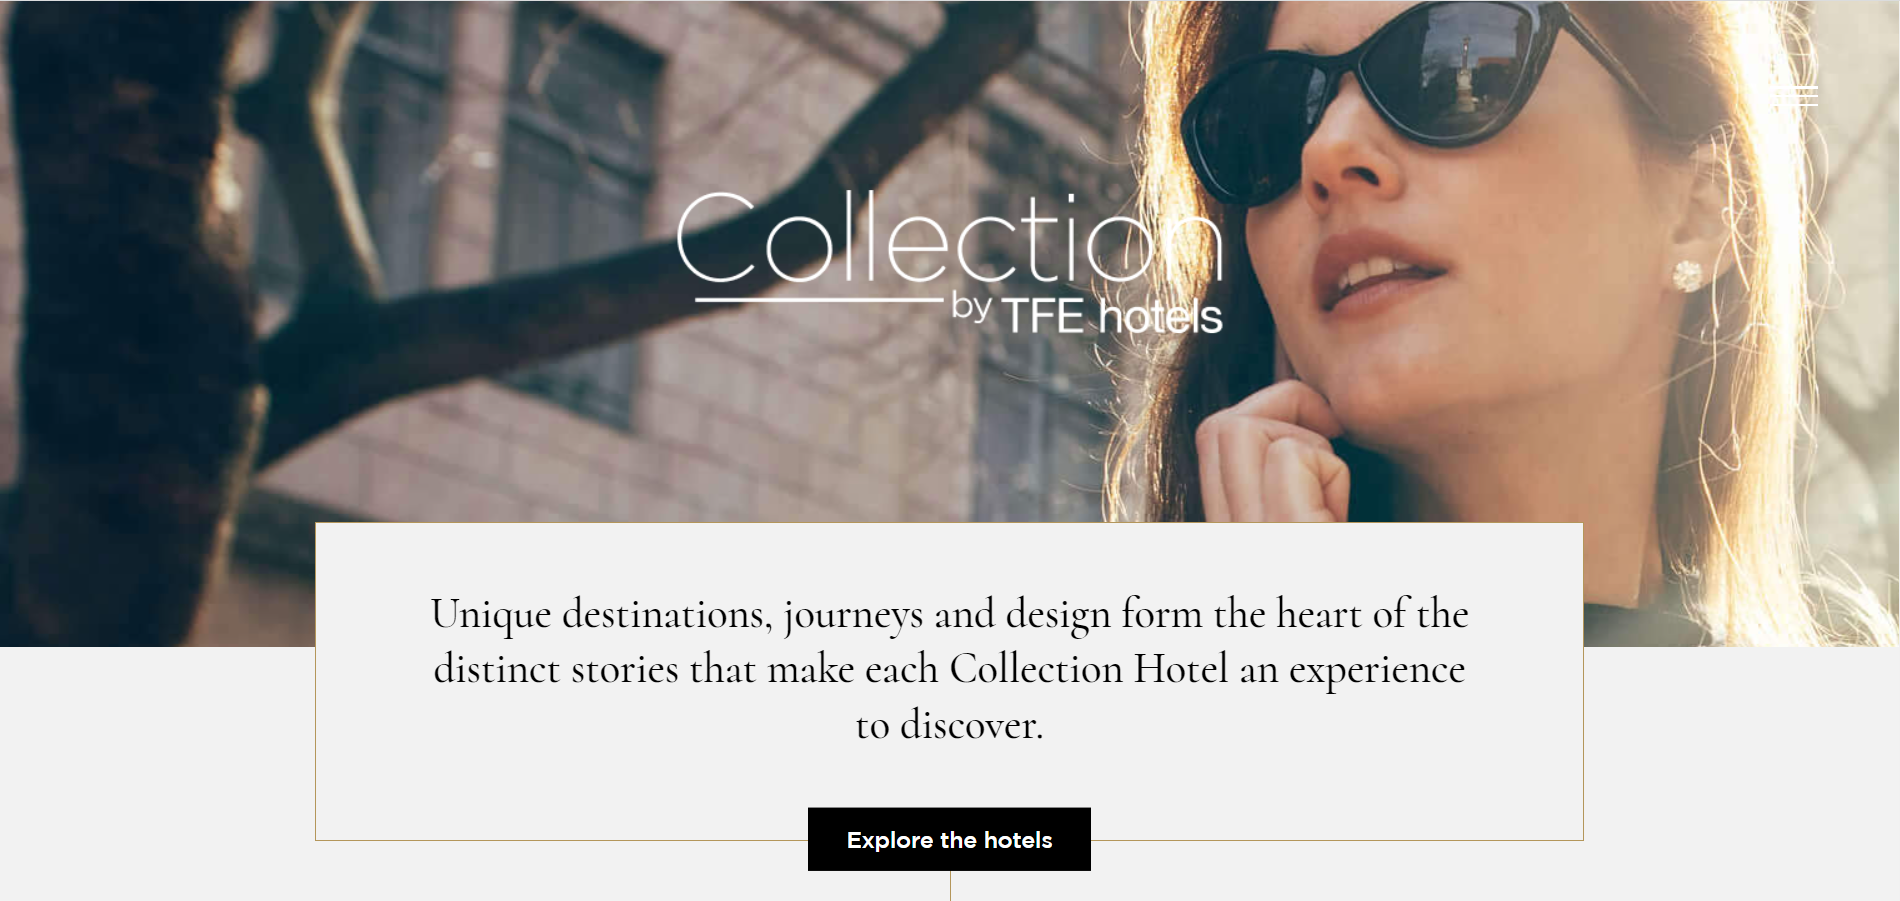 Collection
by TFE hotels
Unique destinations, journeys and design form the heart of the
distinct stories that make each Collection Hotel an experience
to discover.
Explore the hotels